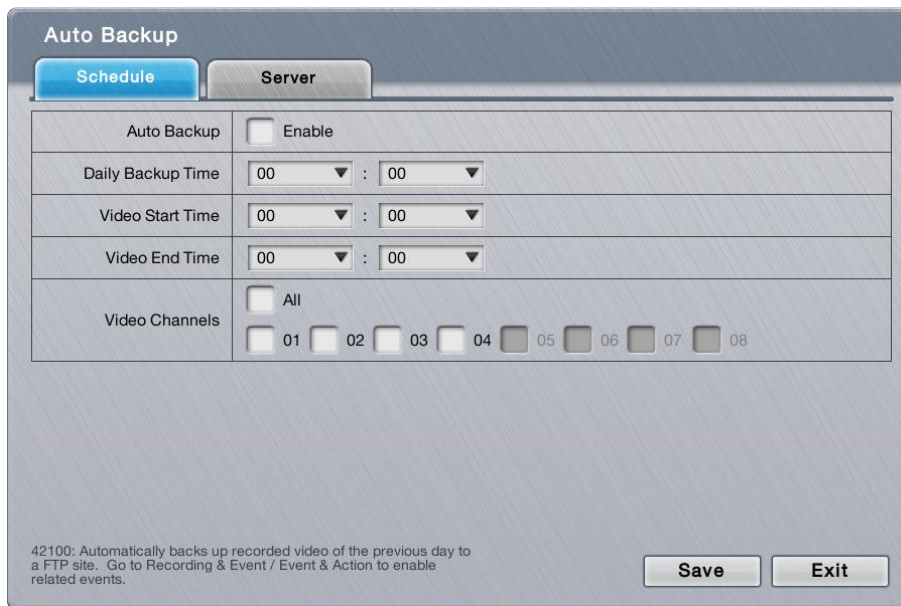 Auto Backup
Schedule Server
Auto Backup Enable
Daily Backup Time 00 : 00
Video Start Time 00 : 00
Video End Time 00 : 00
Video Channels All
01 02 03 04 05 06 07 08
42100: Automatically backs up recorded video of the previous day to
a FTP site. Go to Recording & Event / Event & Action to enable
related events.
Save Exit